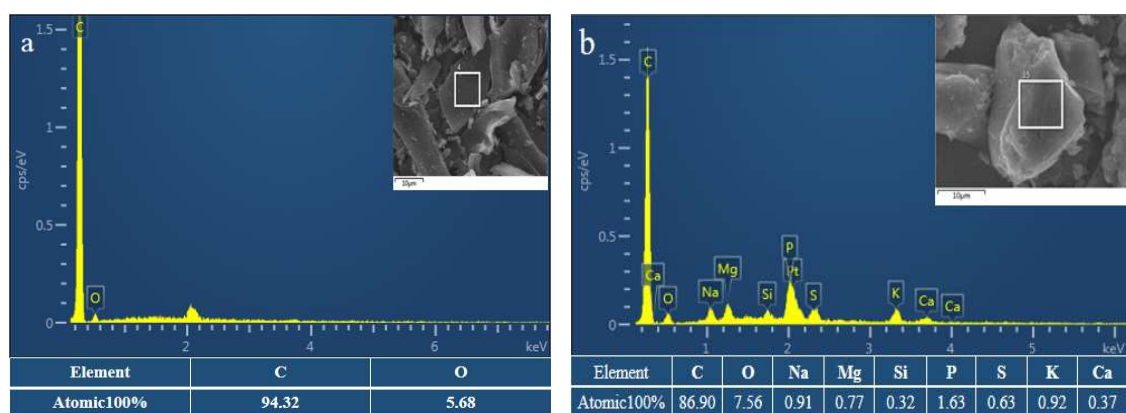 a
1.5
1
0.5
0
cps/eV
C
O
2
4
6
keV
4
10µm
Element C O
Atomic100% 94.32 5.68
b
1.5
1
0.5
0
cps/eV
C
Ca
O
Na
Mg
Si
P
Pt
S
K
Ca
Ca
1
2
3
4
5
keV
15
10µm
Element C O Na Mg Si P S K Ca
Atomic100% 86.90 7.56 0.91 0.77 0.32 1.63 0.63 0.92 0.37